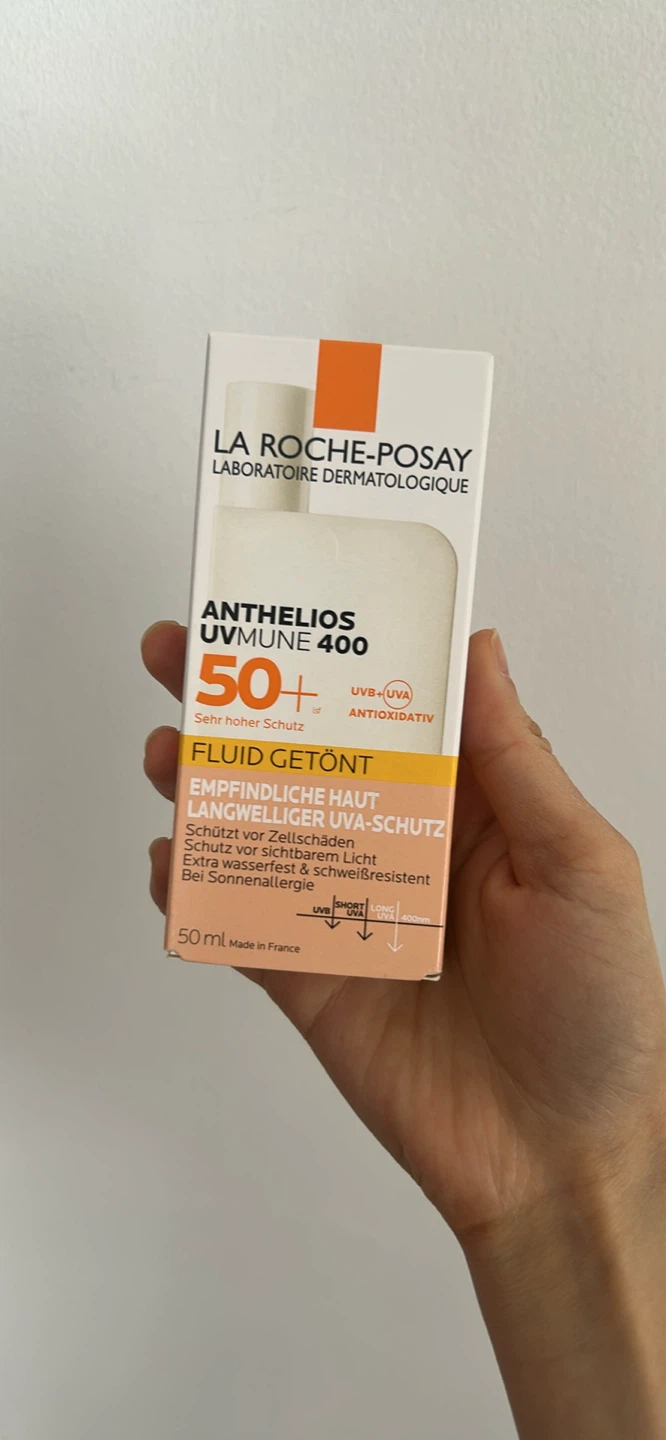 LA ROCHE-POSAY
LABORATOIRE DERMATOLOGIQUE
ANTHELIOS
UVMUNE 400
50+
Sehr hoher Schutz
UVB+UVA
ANTIOXIDATIV
FLUID GETÖNT
EMPFINDLICHE HAUT
LANGWELLIGER UVA-SCHUTZ
Schützt vor Zellschäden
Schutz vor sichtbarem Licht
Extra wasserfest & schweißresistent
Bei Sonnenallergie
UVB SHORT UVA LONG UVA 400nm
50 ml Made in France